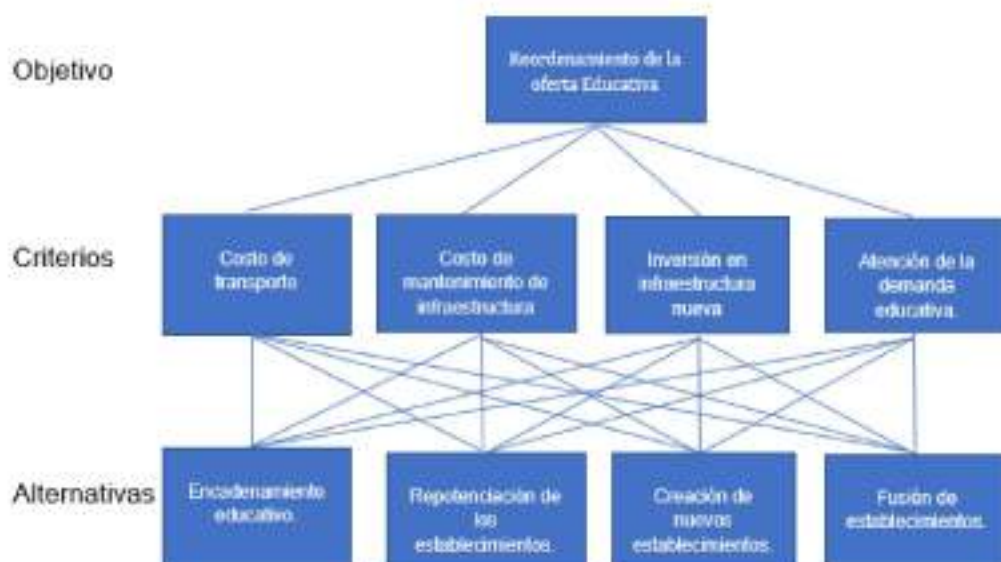 Objetivo
Reordenamiento de la
oferta Educativa
Criterios
Costo de
transporte
Costo de
mantenimiento de
infraestructura
Inversión en
infraestructura
nueva
Atención de la
demanda
educativa.
Alternativas
Encadenamiento
educativo.
Repotenciación de
los
establecimientos.
Creación de
nuevos
establecimientos.
Fusión de
establecimientos.